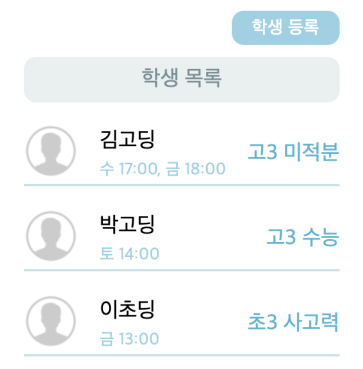 학생 등록
학생 목록
김고딩
수 17:00, 금 18:00
고3 미적분
박고딩
토 14:00
고3 수능
이초딩
금 13:00
초3 사고력